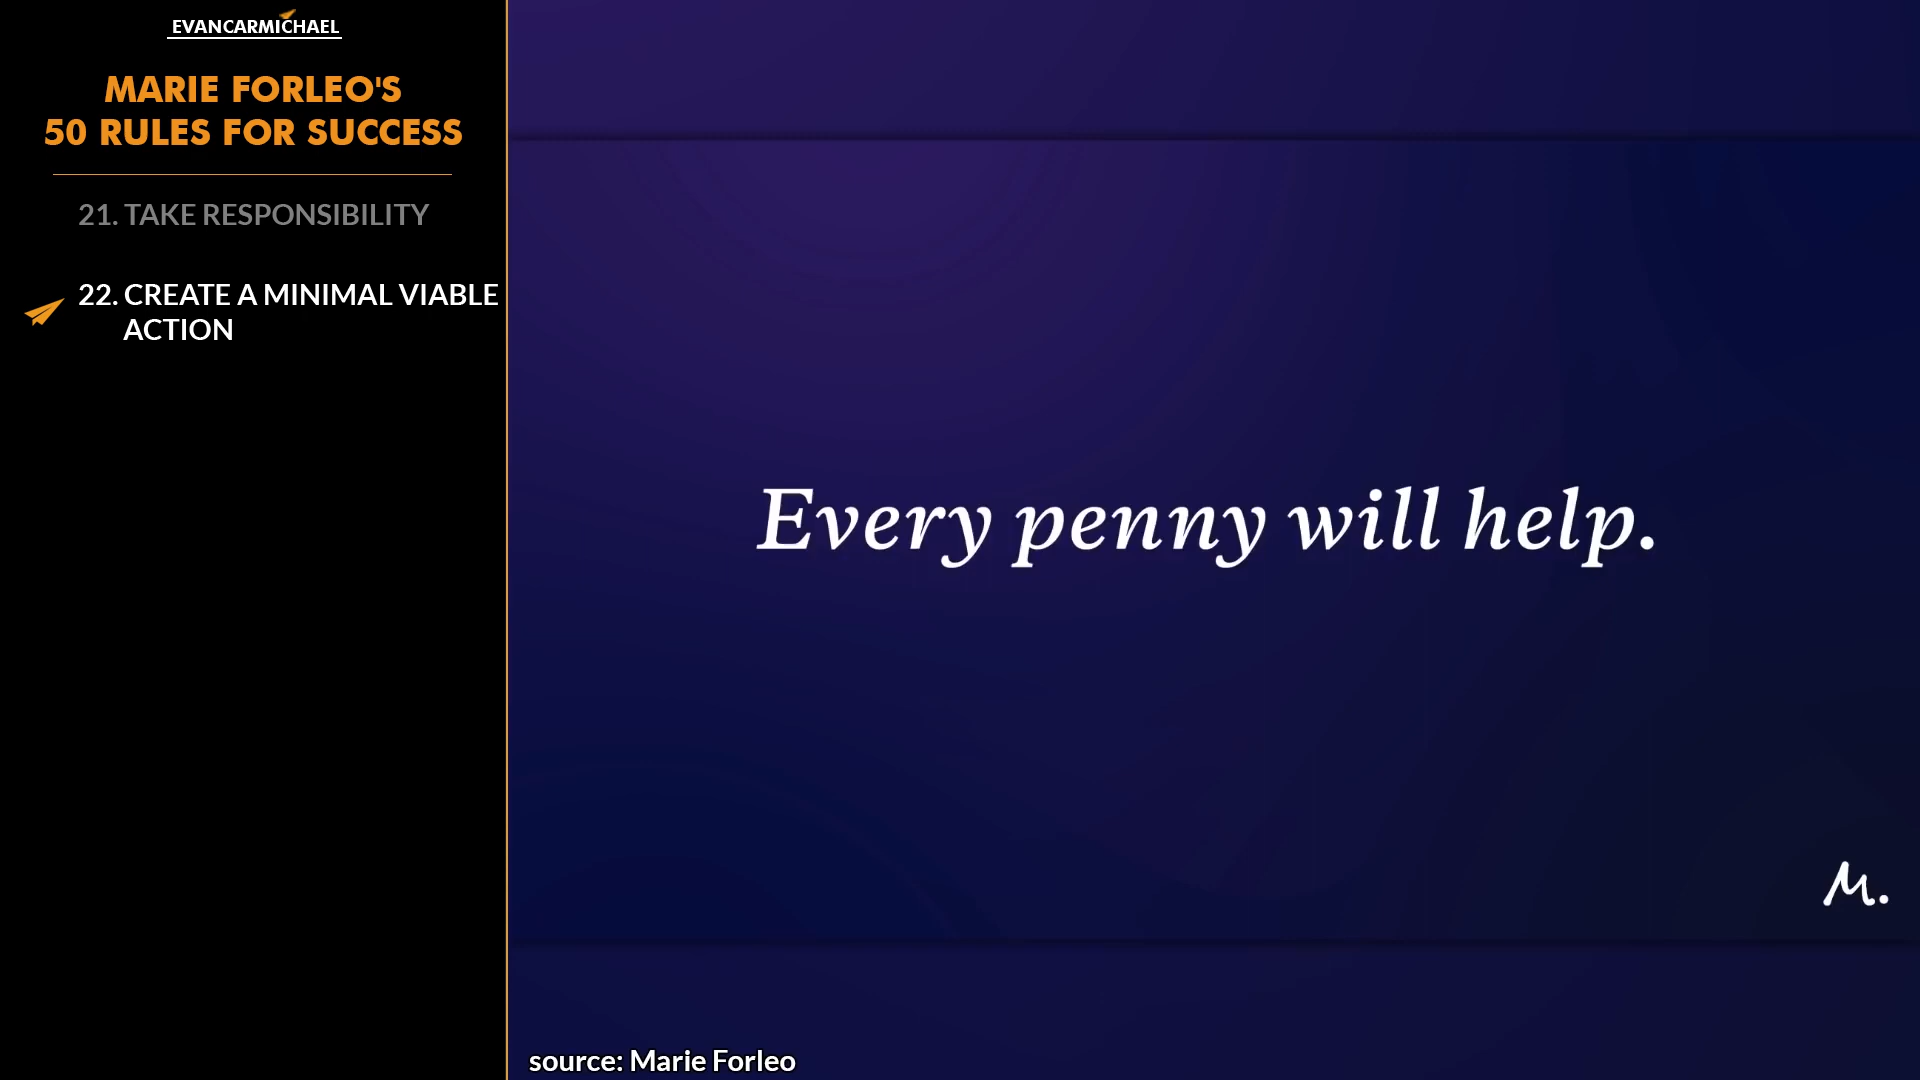 EVANCARMICHAEL
MARIE FORLEO'S
50 RULES FOR SUCCESS
21. TAKE RESPONSIBILITY
22. CREATE A MINIMAL VIABLE
ACTION
Every penny will help.
M.
source: Marie Forleo